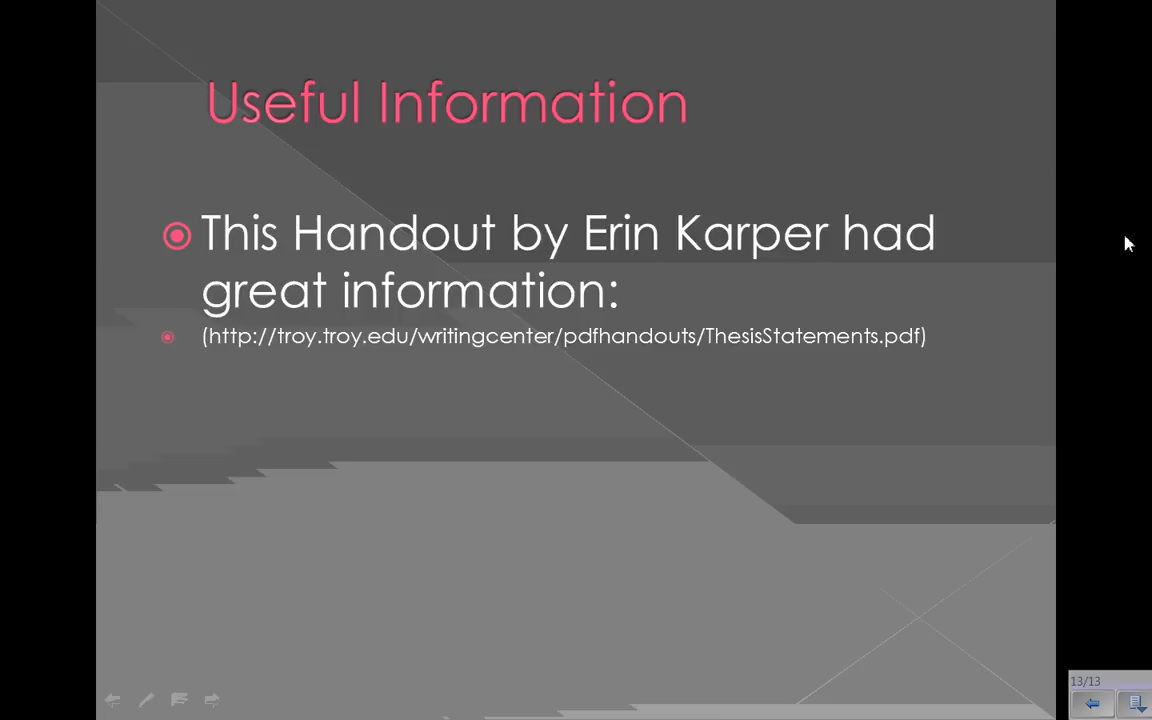 Useful Information
This Handout by Erin Karper had
great information:
(http://troy.troy.edu/writingcenter/pdfhandouts/ThesisStatements.pdf)
13/13